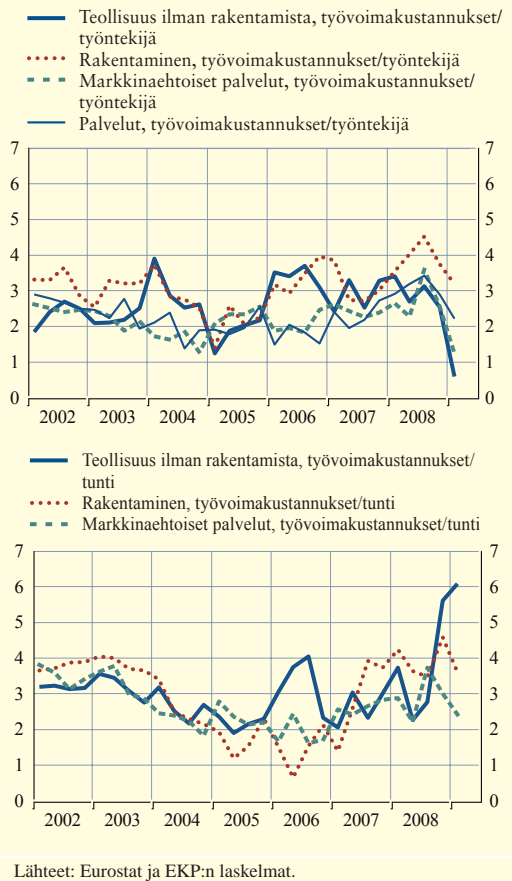 Teollisuus ilman rakentamista, työvoimakustannukset/
työntekijä
Rakentaminen, työvoimakustannukset/työntekijä
Markkinaehtoiset palvelut, työvoimakustannukset/
työntekijä
Palvelut, työvoimakustannukset/työntekijä
7 7
6 6
5 5
4 4
3 3
2 2
1 1
0 0
2002 2003 2004 2005 2006 2007 2008
Teollisuus ilman rakentamista, työvoimakustannukset/
tunti
Rakentaminen, työvoimakustannukset/tunti
Markkinaehtoiset palvelut, työvoimakustannukset/tunti
7 7
6 6
5 5
4 4
3 3
2 2
1 1
0 0
2002 2003 2004 2005 2006 2007 2008
Lähteet: Eurostat ja EKP:n laskelmat.